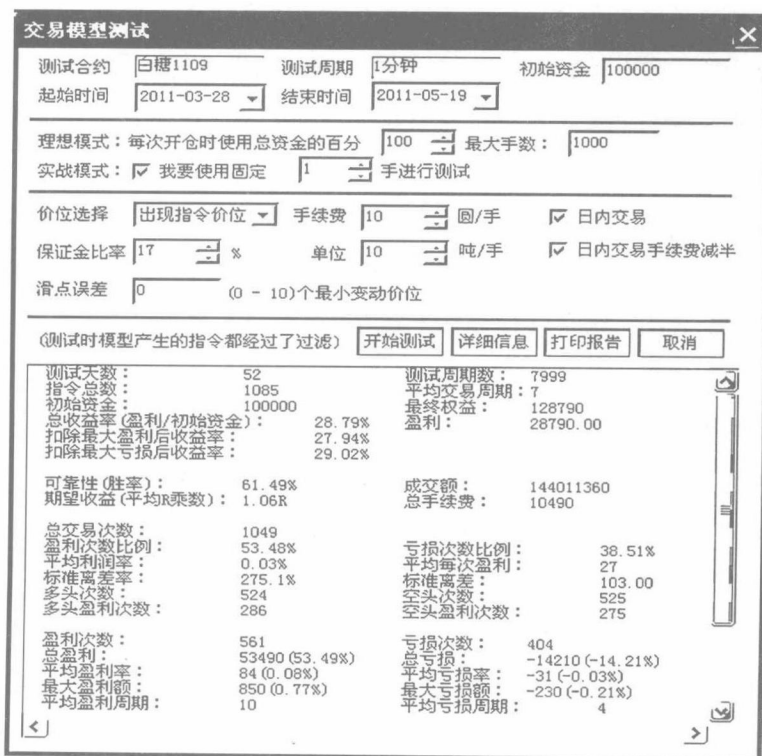 交易模型测试
测试合约 白糖1109 测试周期 1分钟 初始资金 100000
起始时间 2011-03-28 结束时间 2011-05-19
理想模式：每次开仓时使用总资金的百分 100 最大手数： 1000
实战模式： 我要使用固定 1 手进行测试
价位选择 出现指令价位 手续费 10 圆/手 日内交易
保证金比率 17 % 单位 10 吨/手 日内交易手续费减半
滑点误差 0 (0 - 10)个最小变动价位
(测试时模型产生的指令都经过了过滤) 开始测试 详细信息 打印报告 取消
测试天数： 52 测试周期数： 7999
指令总数： 1085 平均交易周期： 7
初始资金： 100000 最终权益： 128790
总收益率(盈利/初始资金)： 28.79% 盈利： 28790.00
扣除最大盈利后收益率： 27.94%
扣除最大亏损后收益率： 29.02%
可靠性(胜率)： 61.49% 成交额： 144011360
期望收益(平均R乘数)： 1.06R 总手续费： 10490
总交易次数： 1049
盈利次数比例： 53.48% 亏损次数比例： 38.51%
平均利润率： 0.03% 平均每次盈利： 27
标准离差率： 275.1% 标准离差： 103.00
多头次数： 524 空头次数： 525
多头盈利次数： 286 空头盈利次数： 275
盈利次数： 561 亏损次数： 404
总盈利： 53490(53.49%) 总亏损： -14210(-14.21%)
平均盈利率： 84(0.08%) 平均亏损率： -31(-0.03%)
最大盈利额： 850(0.77%) 最大亏损额： -230(-0.21%)
平均盈利周期： 10 平均亏损周期： 4